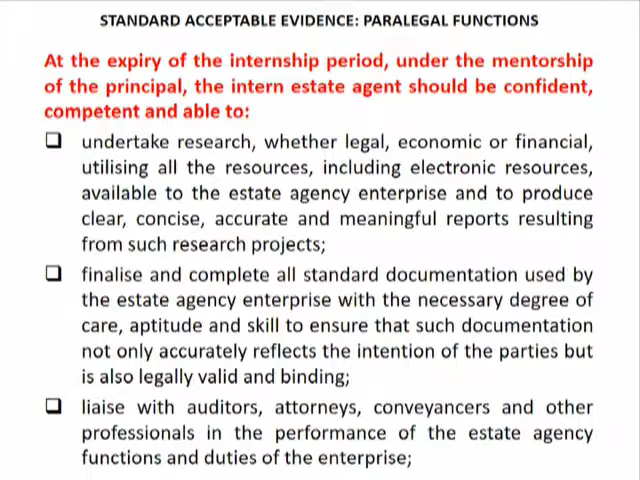 STANDARD ACCEPTABLE EVIDENCE: PARALEGAL FUNCTIONS
At the expiry of the internship period, under the mentorship
of the principal, the intern estate agent should be confident,
competent and able to:
❑ undertake research, whether legal, economic or financial,
utilising all the resources, including electronic resources,
available to the estate agency enterprise and to produce
clear, concise, accurate and meaningful reports resulting
from such research projects;
❑ finalise and complete all standard documentation used by
the estate agency enterprise with the necessary degree of
care, aptitude and skill to ensure that such documentation
not only accurately reflects the intention of the parties but
is also legally valid and binding;
❑ liaise with auditors, attorneys, conveyancers and other
professionals in the performance of the estate agency
functions and duties of the enterprise;